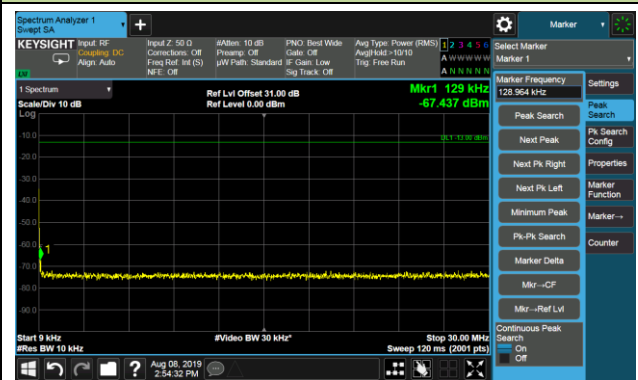 Spectrum Analyzer 1
Swept SA
+
Marker
KEYSIGHT
Input: RF
Coupling: DC
Align: Auto
Input Z: 50 Ω
Corrections: Off
Freq Ref: Int (S)
NFE: Off
#Atten: 10 dB
Preamp: Off
µW Path: Standard
PNO: Best Wide
Gate: Off
IF Gain: Low
Sig Track: Off
Avg Type: Power (RMS)
Avg|Hold:>10/10
Trig: Free Run
1 2 3 4 5 6
A W W W W W
A N N N N N
Select Marker
Marker 1
1 Spectrum
Scale/Div 10 dB
Log
Ref Lvl Offset 31.00 dB
Ref Level 0.00 dBm
Mkr1 129 kHz
-67.437 dBm
DL1 -13.00 dBm
-10.0
-20.0
-30.0
-40.0
-50.0
-60.0
-70.0
-80.0
-90.0
1
Start 9 kHz
#Res BW 10 kHz
#Video BW 30 kHz*
Stop 30.00 MHz
Sweep 120 ms (2001 pts)
Marker Frequency
128.964 kHz
Peak Search
Next Peak
Next Pk Right
Next Pk Left
Minimum Peak
Pk-Pk Search
Marker Delta
Mkr→CF
Mkr→Ref Lvl
Continuous Peak
Search
On
Off
Settings
Peak
Search
Pk Search
Config
Properties
Marker
Function
Marker→
Counter
?
Aug 08, 2019
2:54:32 PM